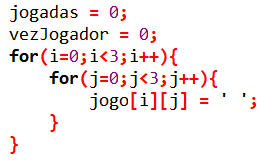 jogadas = 0;
vezJogador = 0;
for(i=0;i<3;i++){
    for(j=0;j<3;j++){
        jogo[i][j] = ' ';
    }
}